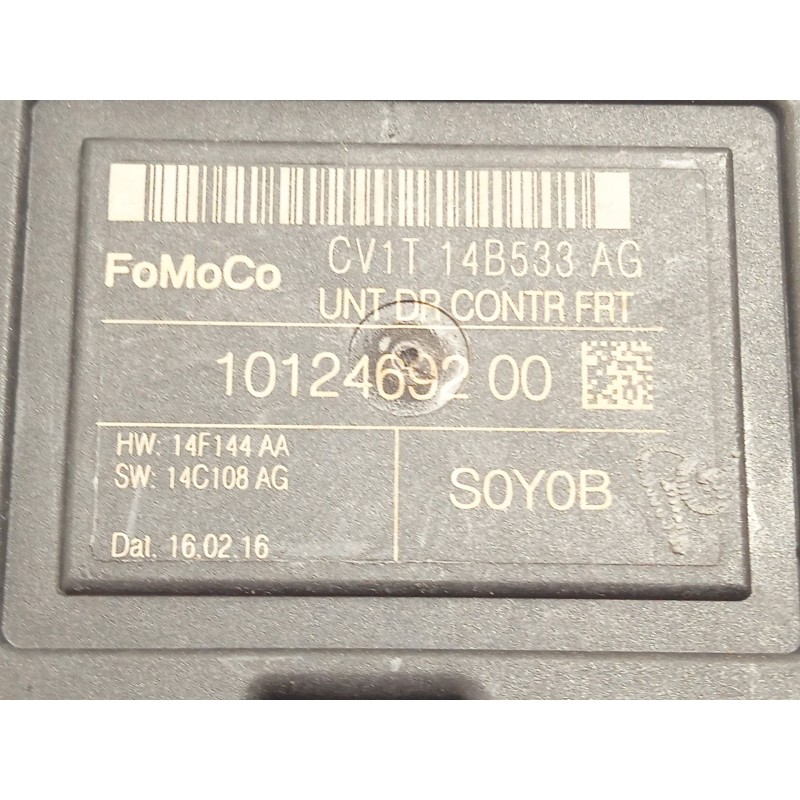 FoMoCo CV1T 14B533 AG
UNT DR CONTR FRT
10124692 00
HW: 14F144 AA
SW: 14C108 AG
Dat. 16.02.16
S0Y0B